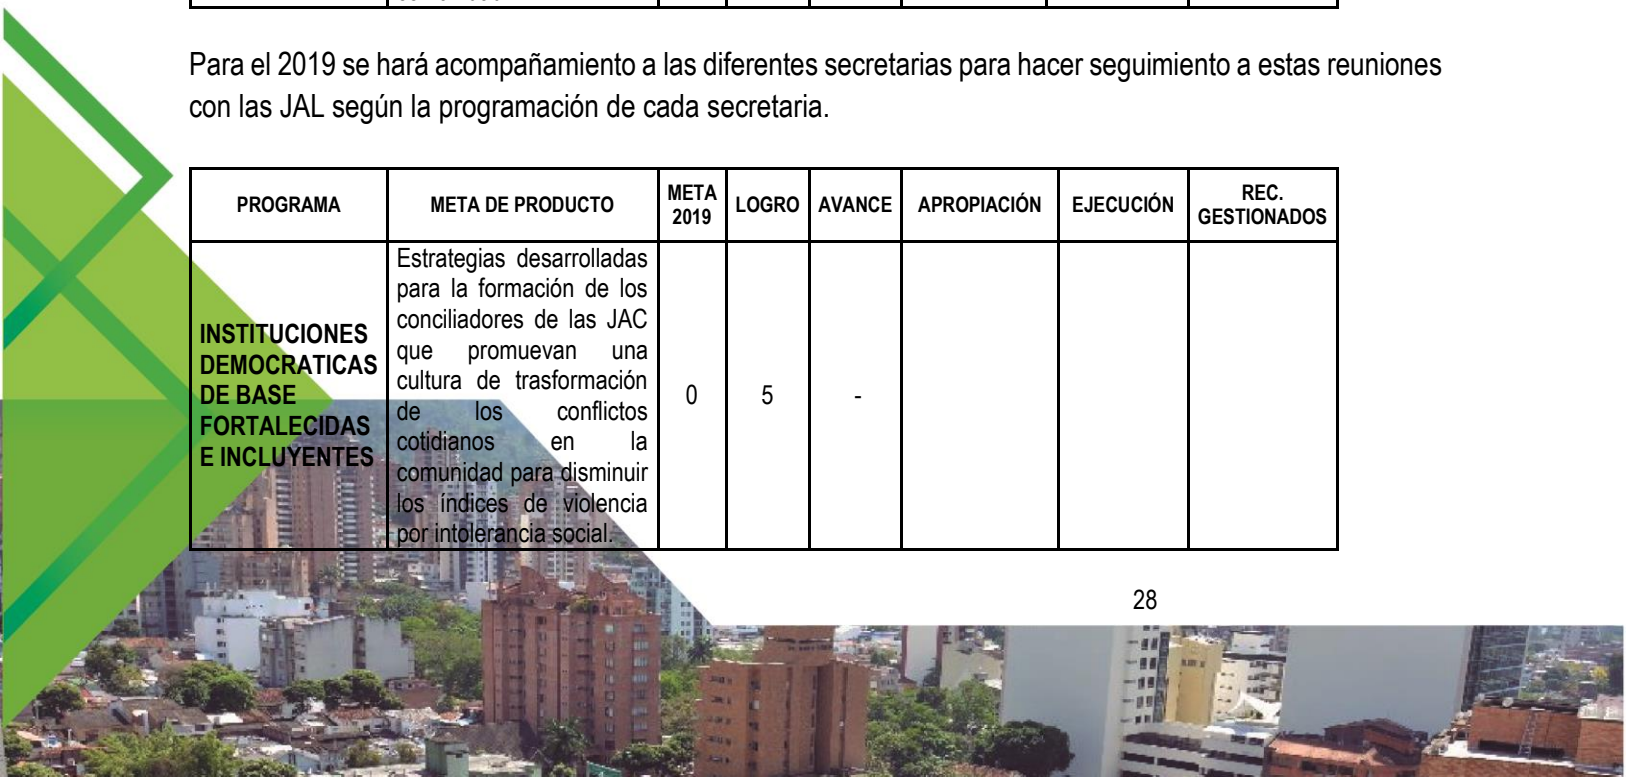 Para el 2019 se hará acompañamiento a las diferentes secretarias para hacer seguimiento a estas reuniones
con las JAL según la programación de cada secretaria.
PROGRAMA META DE PRODUCTO META 2019 LOGRO AVANCE APROPIACIÓN EJECUCIÓN REC. GESTIONADOS
INSTITUCIONES
DEMOCRATICAS
DE BASE
FORTALECIDAS
E INCLUYENTES
Estrategias desarrolladas
para la formación de los
conciliadores de las JAC
que promuevan una
cultura de trasformación
de los conflictos
cotidianos en la
comunidad para disminuir
los índices de violencia
por intolerancia social.
0 5 -
28